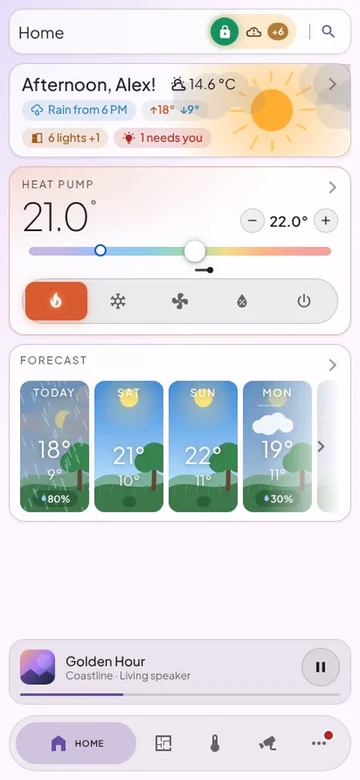 Home
+6
Afternoon, Alex! 14.6 °C
Rain from 6 PM ↑18° ↓9°
6 lights +1 1 needs you
HEAT PUMP
21.0°
− 22.0° +
FORECAST
TODAY SAT SUN MON
18° 21° 22° 19°
9° 10° 11° 11°
80% 30%
Golden Hour
Coastline · Living speaker
HOME